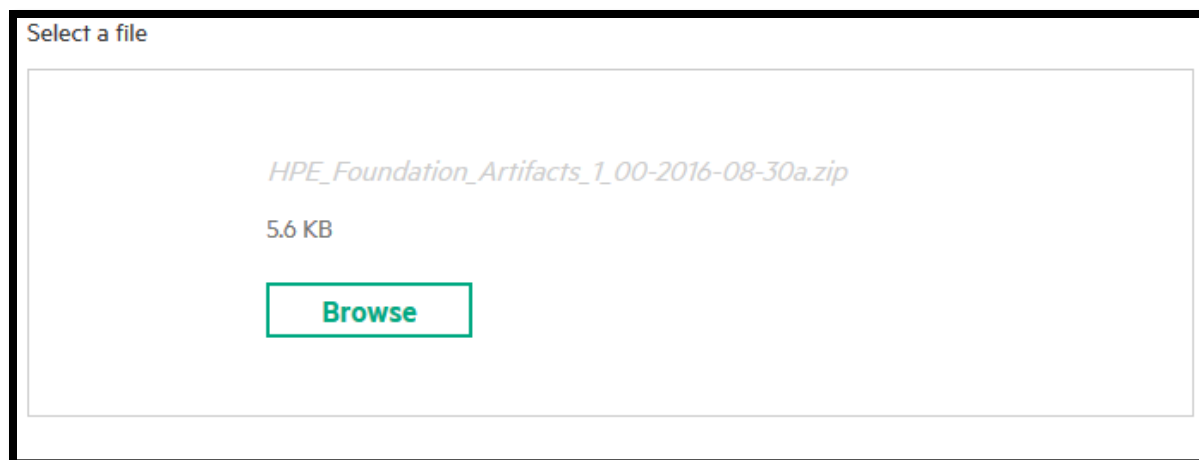 Select a file
HPE_Foundation_Artifacts_1_00-2016-08-30a.zip
5.6 KB
Browse